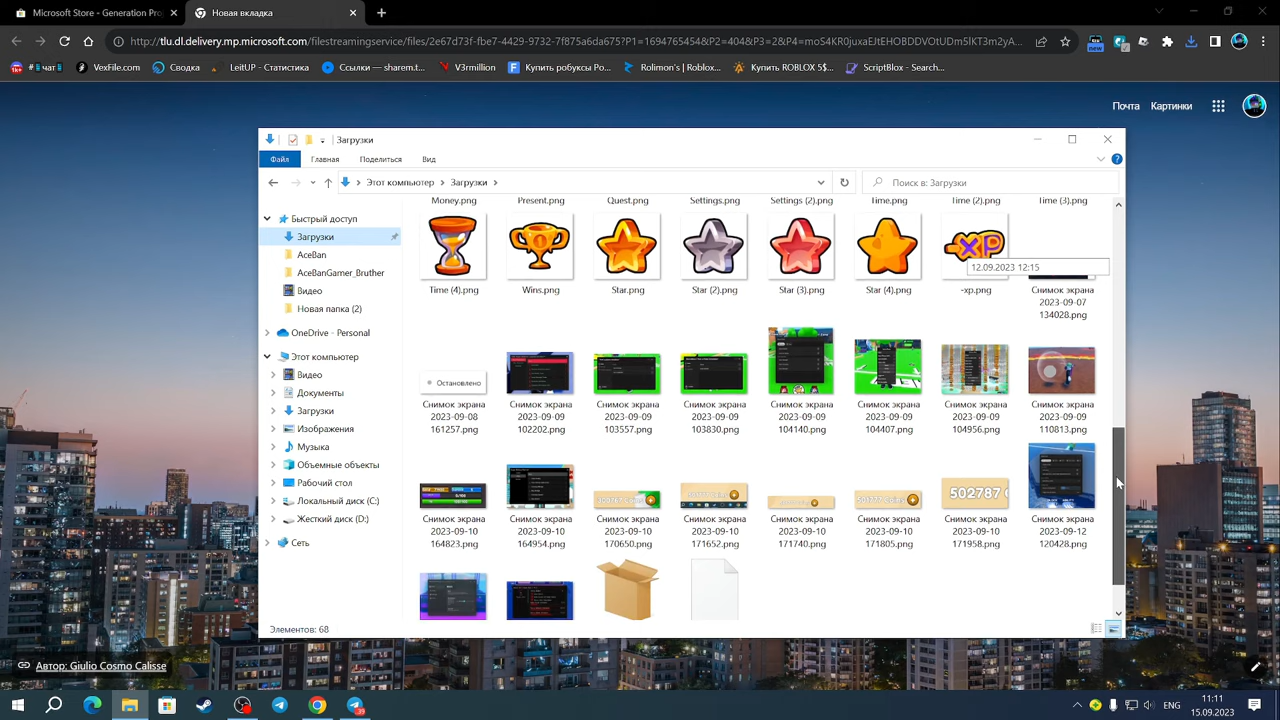 Microsoft Store - Generation Pro
Новая вкладка
http://tlu.dl.delivery.mp.microsoft.com/filestreamingservice/files/2e67d73f-fbe7-4429-9732-7f875a6da675?P1=1694765454&P2=404&P3=2&P4=moS4KR0juxaEJtEHOBDDVOtUDm5lKT3m2yA...
чат |
VexFile.com
Сводка
LeitUP - Статистика
Ссылки — sharem.t...
V3million
Купить робуксы Ро...
Rolimon's | Roblox...
Купить ROBLOX 5$...
ScriptBlox - Search...
Почта Картинки
Загрузки
Файл Главная Поделиться Вид
Этот компьютер Загрузки
Поиск в: Загрузки
Быстрый доступ
Загрузки
AceBan
AceBanGamer_Bruther
Видео
Новая папка (2)
OneDrive - Personal
Этот компьютер
Видео
Документы
Загрузки
Изображения
Музыка
Объемные объекты
Рабочий стол
Локальный диск (C:)
Жесткий диск (D:)
Сеть
Money.png Present.png Quest.png Settings.png Settings (2).png Time.png Time (2).png Time (3).png
XP
12.09.2023 12:15
Time (4).png Wins.png Star.png Star (2).png Star (3).png Star (4).png -xp.png
Снимок экрана
2023-09-07
134028.png
Остановлено
Снимок экрана
2023-09-08
161257.png
Снимок экрана
2023-09-09
102202.png
Снимок экрана
2023-09-09
103557.png
Снимок экрана
2023-09-09
103830.png
Снимок экрана
2023-09-09
104140.png
Снимок экрана
2023-09-09
104407.png
Снимок экрана
2023-09-09
104956.png
Снимок экрана
2023-09-09
110813.png
502787
Снимок экрана
2023-09-10
164823.png
Снимок экрана
2023-09-10
164954.png
Снимок экрана
2023-09-10
170650.png
Снимок экрана
2023-09-10
171652.png
Снимок экрана
2023-09-10
171740.png
Снимок экрана
2023-09-10
171805.png
Снимок экрана
2023-09-10
171958.png
Снимок экрана
2023-09-12
120428.png
Элементов: 68
Автор: Giulio Cosmo Calisse
ENG
11:11
15.09.2023